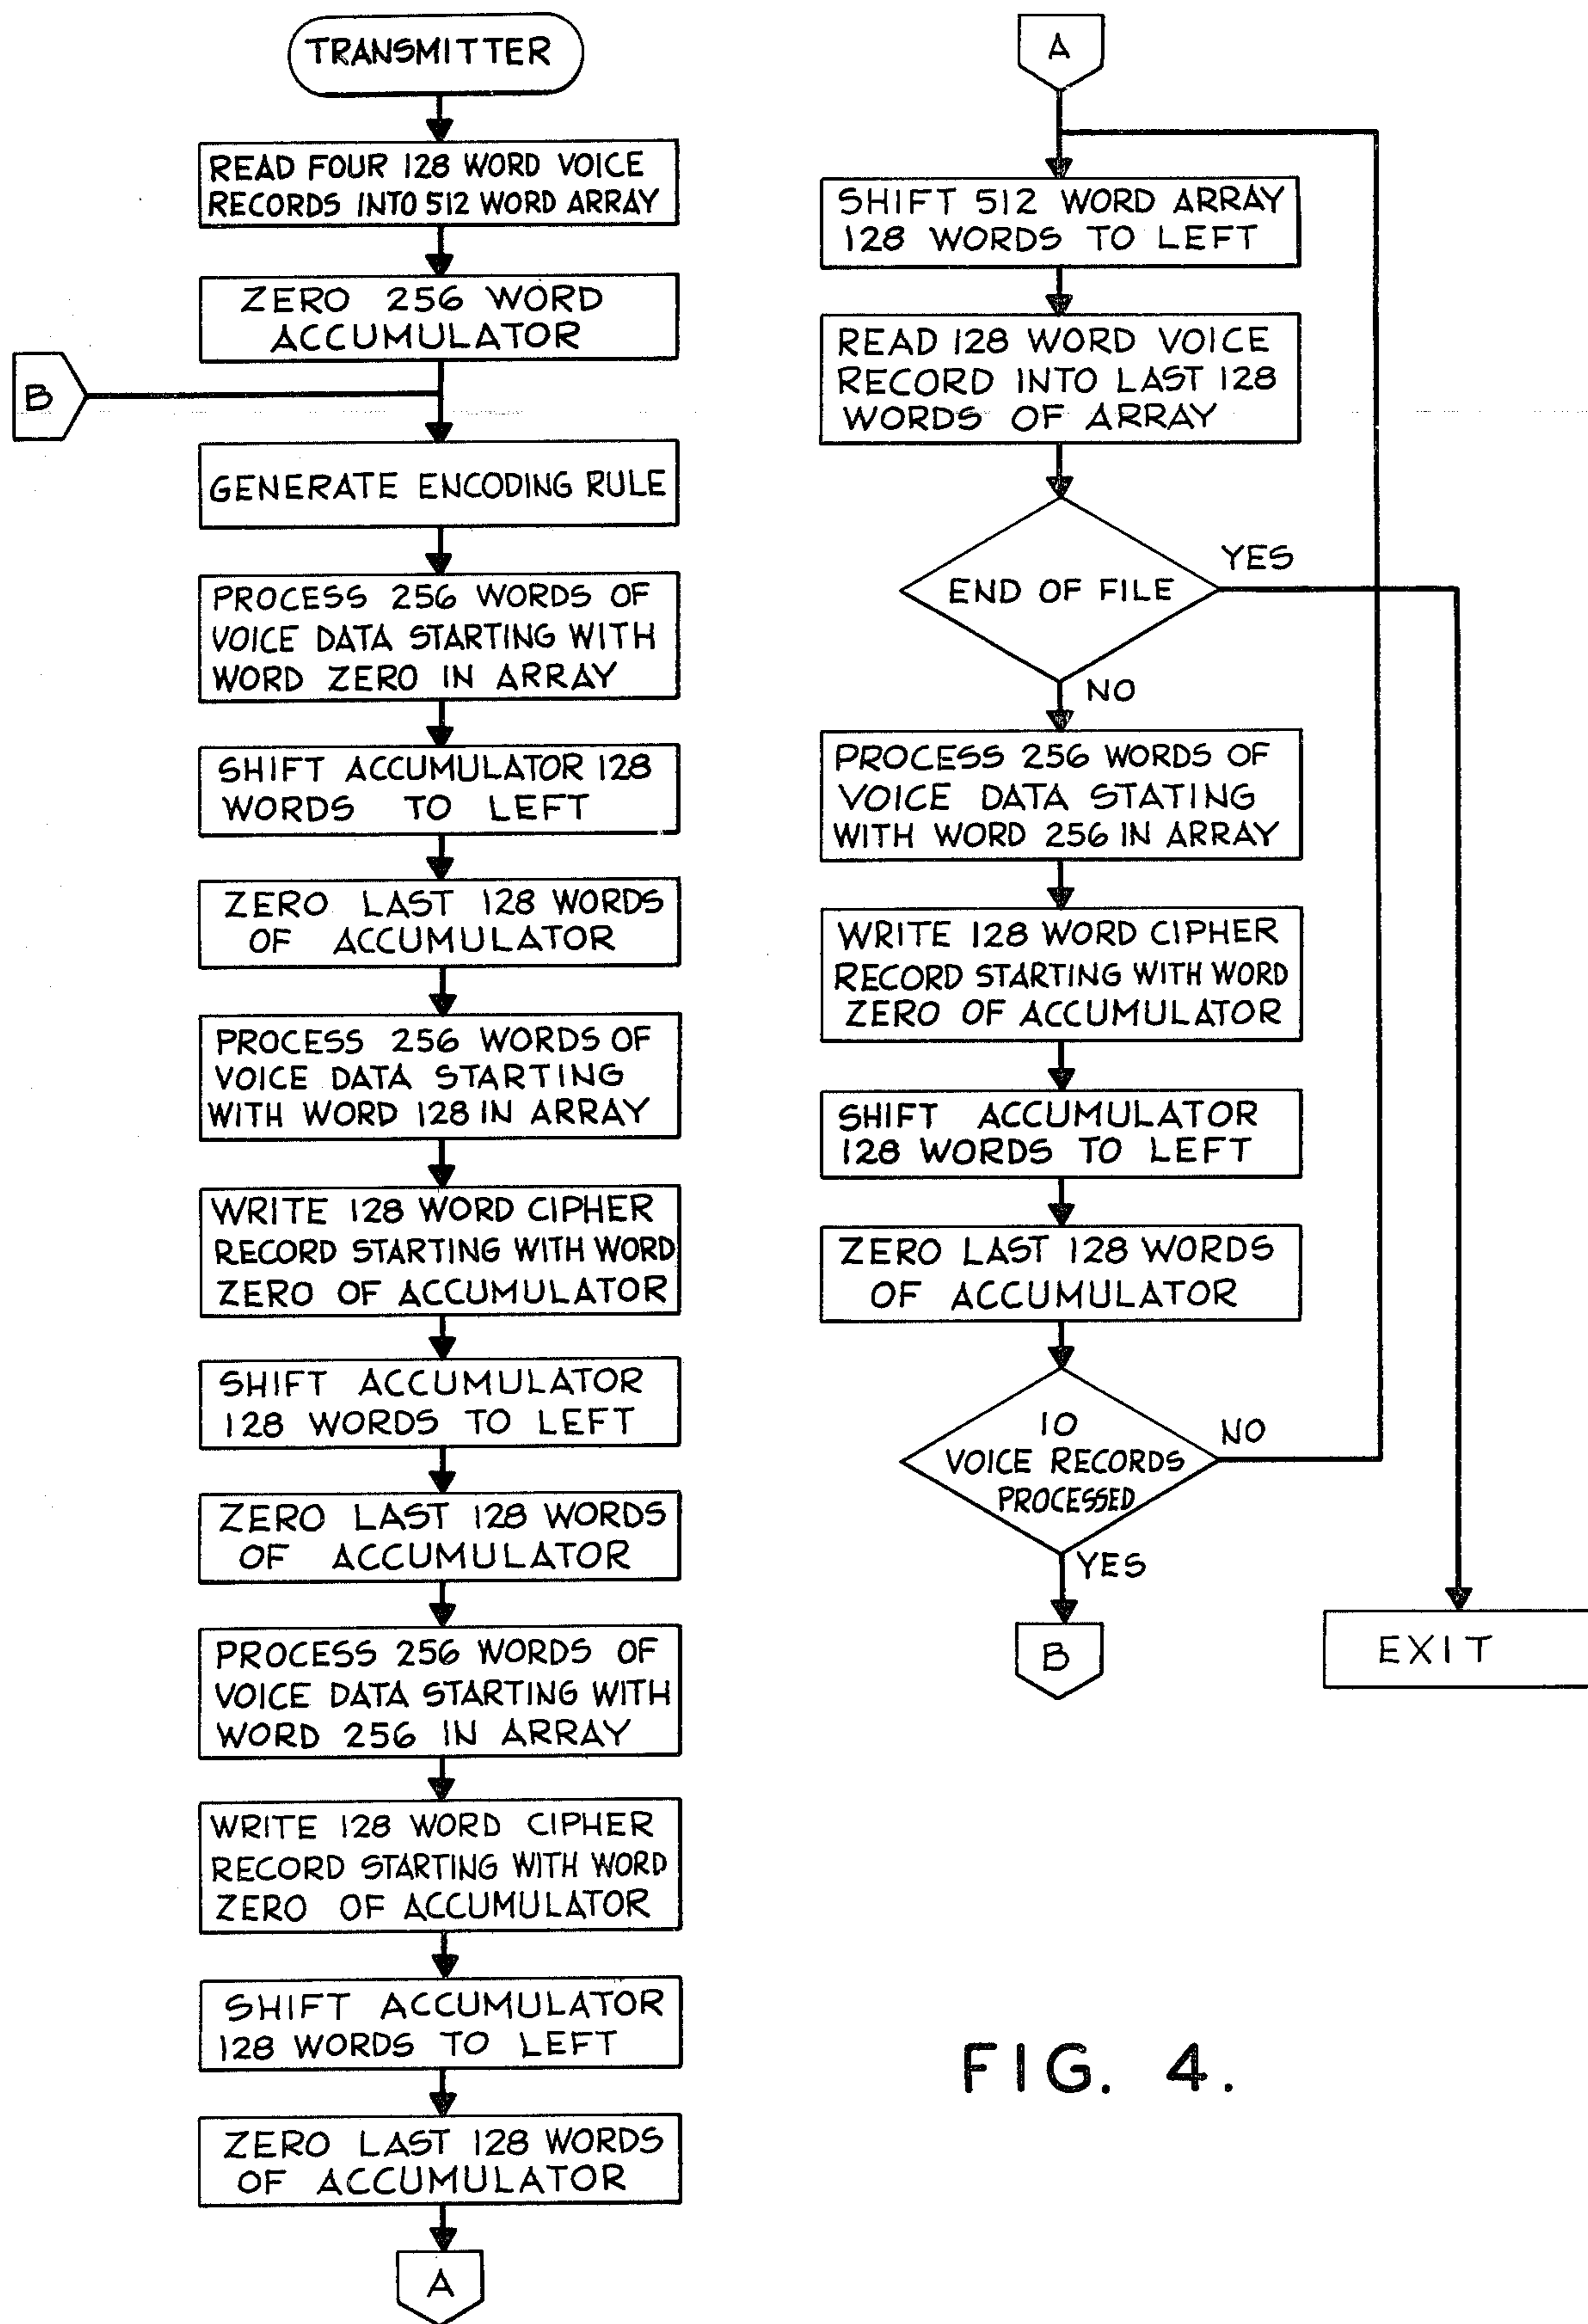 TRANSMITTER
READ FOUR 128 WORD VOICE
RECORDS INTO 512 WORD ARRAY
ZERO 256 WORD
ACCUMULATOR
B
GENERATE ENCODING RULE
PROCESS 256 WORDS OF
VOICE DATA STARTING WITH
WORD ZERO IN ARRAY
SHIFT ACCUMULATOR 128
WORDS TO LEFT
ZERO LAST 128 WORDS
OF ACCUMULATOR
PROCESS 256 WORDS OF
VOICE DATA STARTING
WITH WORD 128 IN ARRAY
WRITE 128 WORD CIPHER
RECORD STARTING WITH WORD
ZERO OF ACCUMULATOR
SHIFT ACCUMULATOR
128 WORDS TO LEFT
ZERO LAST 128 WORDS
OF ACCUMULATOR
PROCESS 256 WORDS OF
VOICE DATA STARTING WITH
WORD 256 IN ARRAY
WRITE 128 WORD CIPHER
RECORD STARTING WITH WORD
ZERO OF ACCUMULATOR
SHIFT ACCUMULATOR
128 WORDS TO LEFT
ZERO LAST 128 WORDS
OF ACCUMULATOR
A
A
SHIFT 512 WORD ARRAY
128 WORDS TO LEFT
READ 128 WORD VOICE
RECORD INTO LAST 128
WORDS OF ARRAY
END OF FILE
YES
NO
PROCESS 256 WORDS OF
VOICE DATA STATING
WITH WORD 256 IN ARRAY
WRITE 128 WORD CIPHER
RECORD STARTING WITH WORD
ZERO OF ACCUMULATOR
SHIFT ACCUMULATOR
128 WORDS TO LEFT
ZERO LAST 128 WORDS
OF ACCUMULATOR
10
VOICE RECORDS
PROCESSED
NO
YES
B
EXIT
FIG. 4.